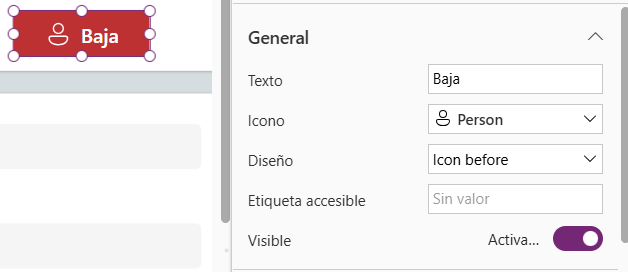 Baja
General
Texto Baja
Icono Person
Diseño Icon before
Etiqueta accesible Sin valor
Visible Activa...